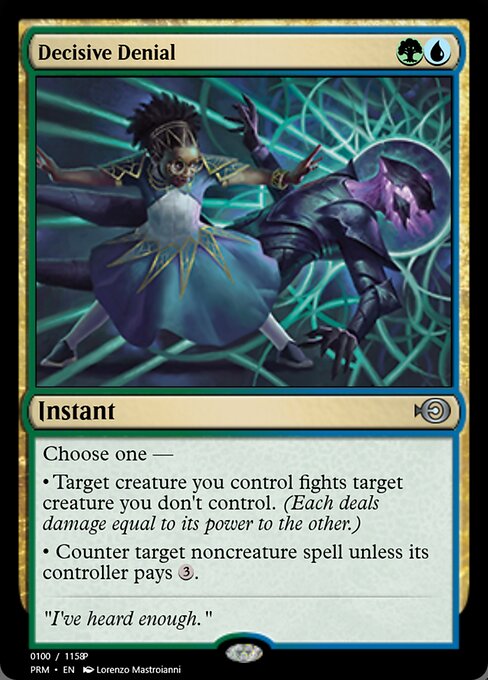 Decisive Denial
Instant
Choose one —
• Target creature you control fights target
creature you don't control. (Each deals
damage equal to its power to the other.)
• Counter target noncreature spell unless its
controller pays 3.
"I've heard enough."
0100 / 1158P
PRM • EN Lorenzo Mastroianni